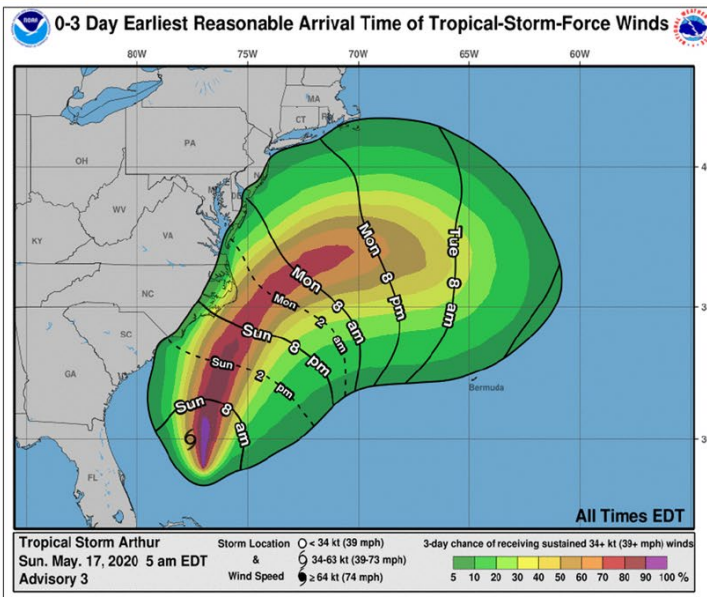 0-3 Day Earliest Reasonable Arrival Time of Tropical-Storm-Force Winds
NOAA
80W 75W 70W 65W 60W
MA
CT RI
PA
OH
WV
VA
KY
NC
SC
GA
FL
Bermuda
Sun 8 am
Sun 2 pm
Sun 8 pm
Mon 2 am
Mon 8 am
Mon 8 pm
Tue 8 am
All Times EDT
Tropical Storm Arthur
Sun. May. 17, 2020 5 am EDT
Advisory 3
Storm Location
&
Wind Speed
< 34 kt (39 mph)
34-63 kt (39-73 mph)
≥ 64 kt (74 mph)
3-day chance of receiving sustained 34+ kt (39+ mph) winds
5 10 20 30 40 50 60 70 80 90 100 %